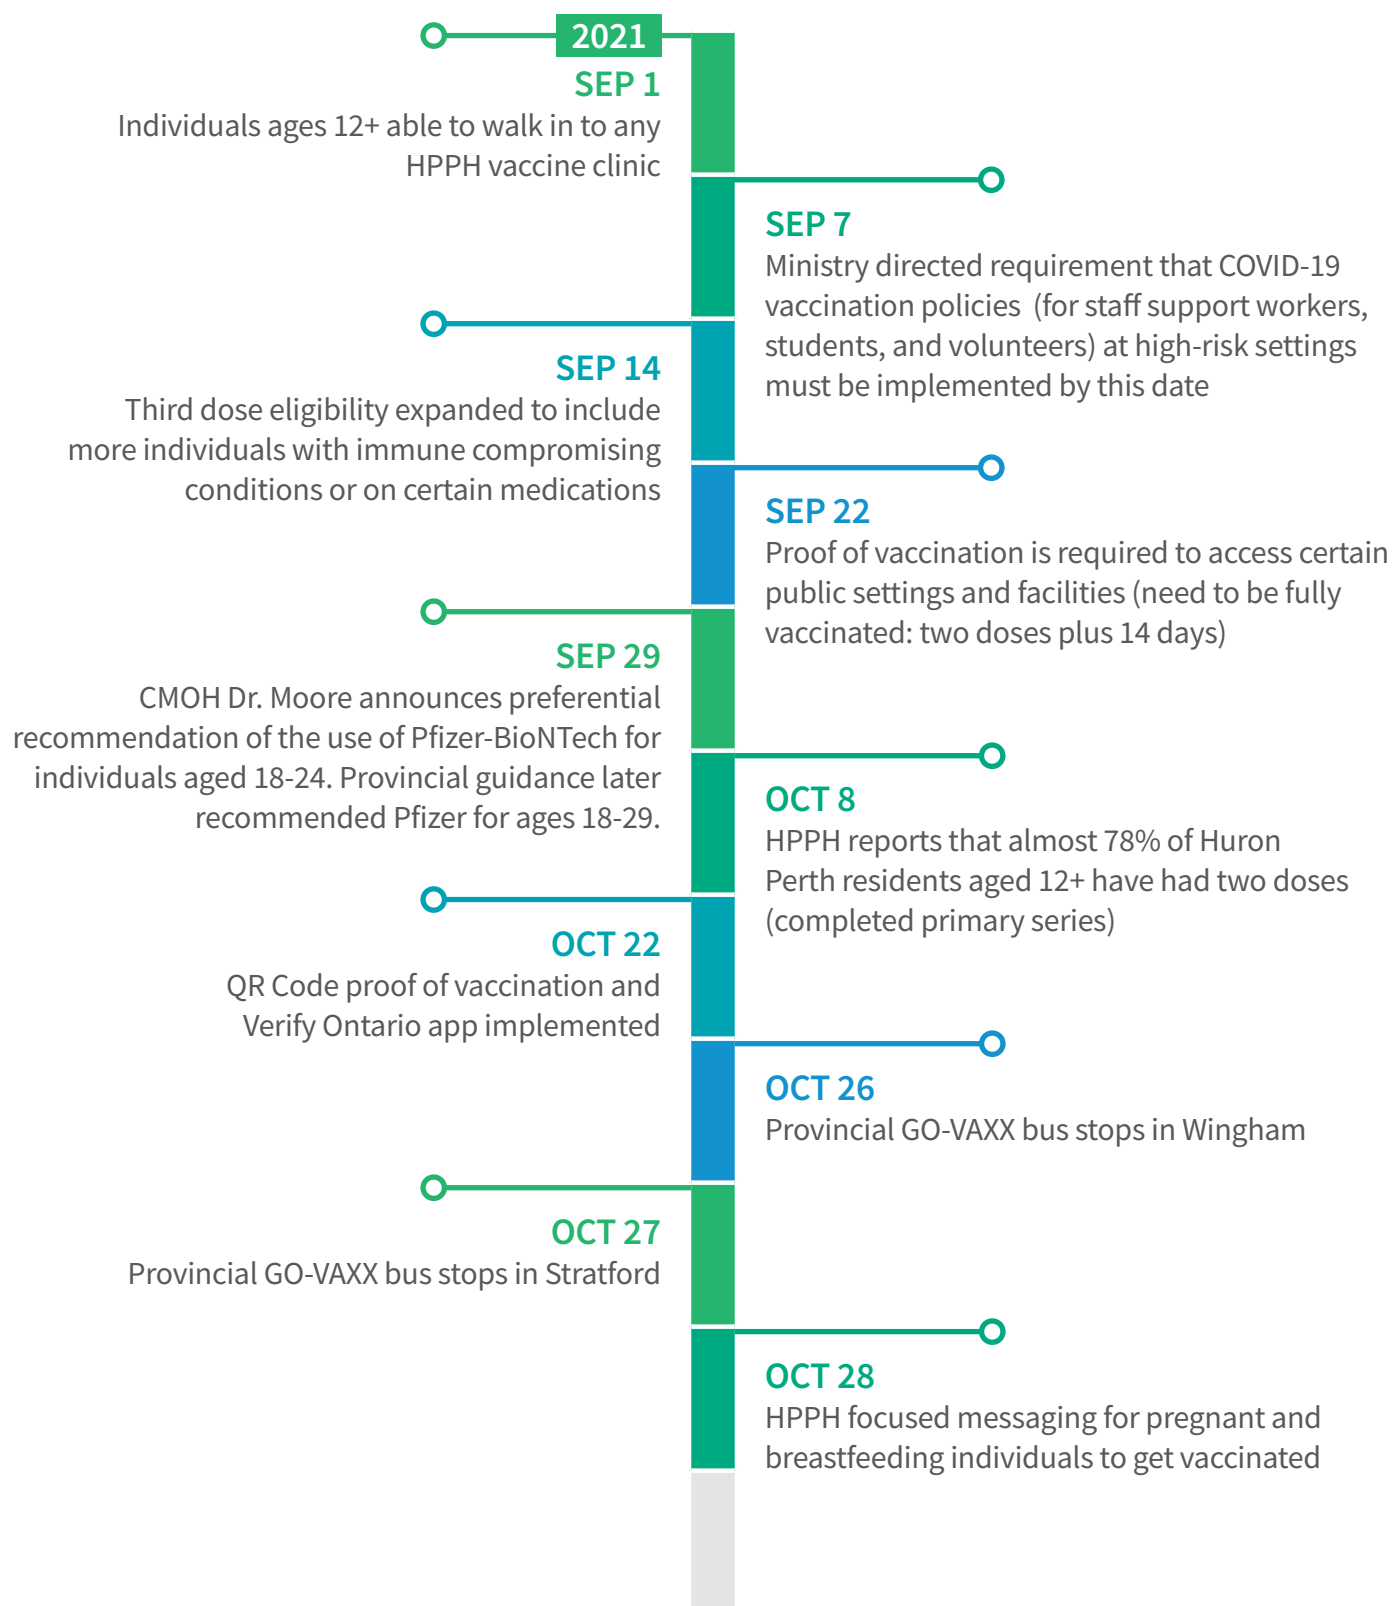 2021
SEP 1
Individuals ages 12+ able to walk in to any
HPPH vaccine clinic
SEP 7
Ministry directed requirement that COVID-19
vaccination policies  (for staff support workers,
students, and volunteers) at high-risk settings
must be implemented by this date
SEP 14
Third dose eligibility expanded to include
more individuals with immune compromising
conditions or on certain medications
SEP 22
Proof of vaccination is required to access certain
public settings and facilities (need to be fully
vaccinated: two doses plus 14 days)
SEP 29
CMOH Dr. Moore announces preferential
recommendation of the use of Pfizer-BioNTech for
individuals aged 18-24. Provincial guidance later
recommended Pfizer for ages 18-29.
OCT 8
HPPH reports that almost 78% of Huron
Perth residents aged 12+ have had two doses
(completed primary series)
OCT 22
QR Code proof of vaccination and
Verify Ontario app implemented
OCT 26
Provincial GO-VAXX bus stops in Wingham
OCT 27
Provincial GO-VAXX bus stops in Stratford
OCT 28
HPPH focused messaging for pregnant and
breastfeeding individuals to get vaccinated